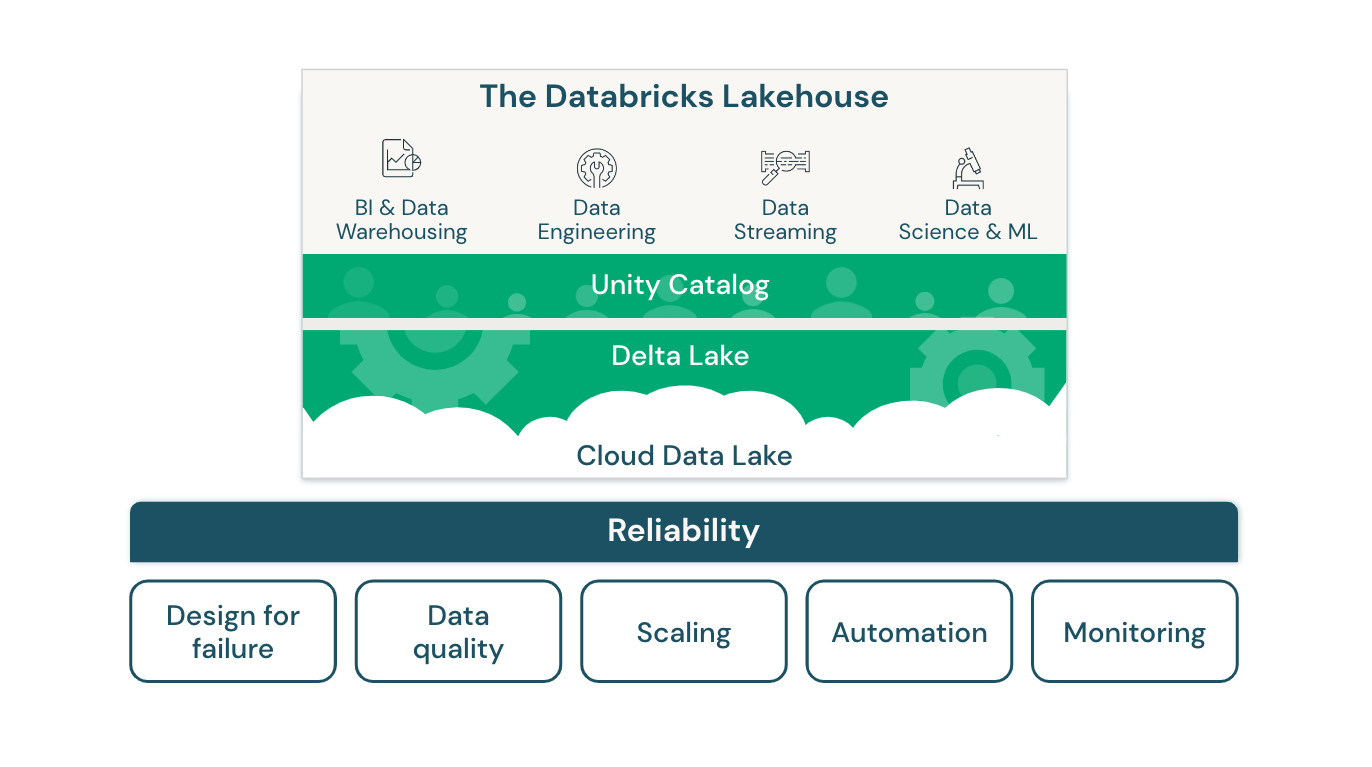 The Databricks Lakehouse
BI & Data
Warehousing
Data
Engineering
Data
Streaming
Data
Science & ML
Unity Catalog
Delta Lake
Cloud Data Lake
Reliability
Design for
failure
Data
quality
Scaling
Automation
Monitoring